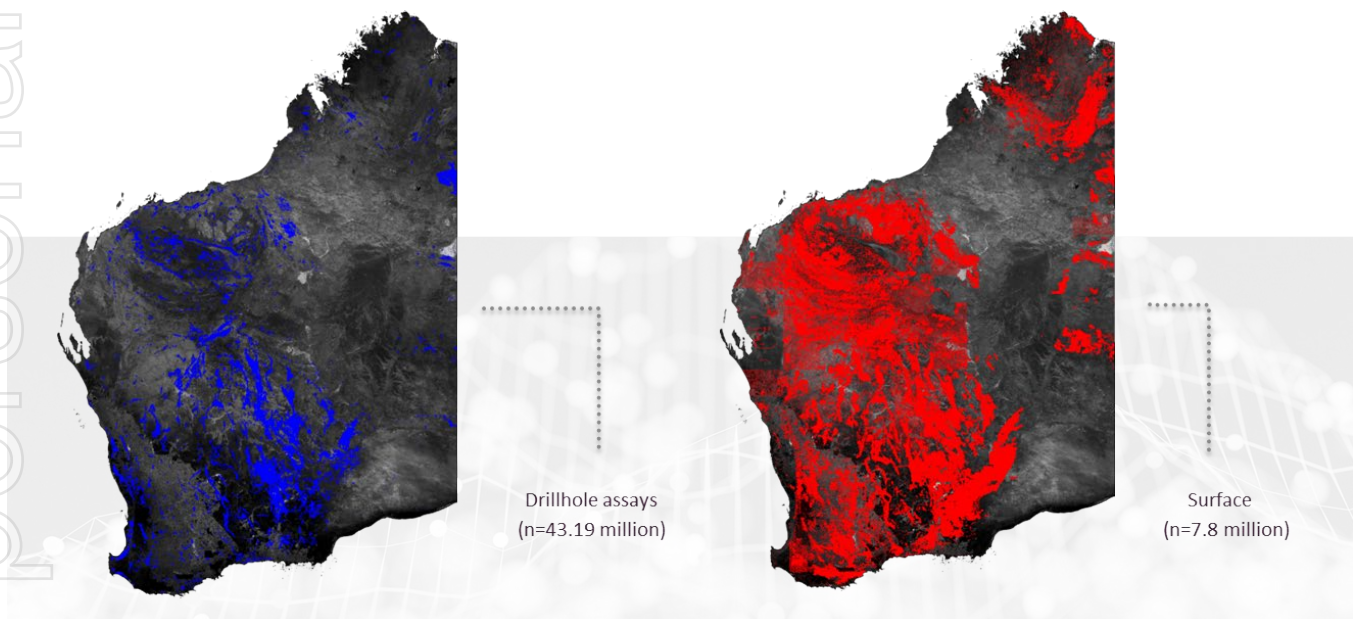 Drillhole assays
(n=43.19 million)
Surface
(n=7.8 million)